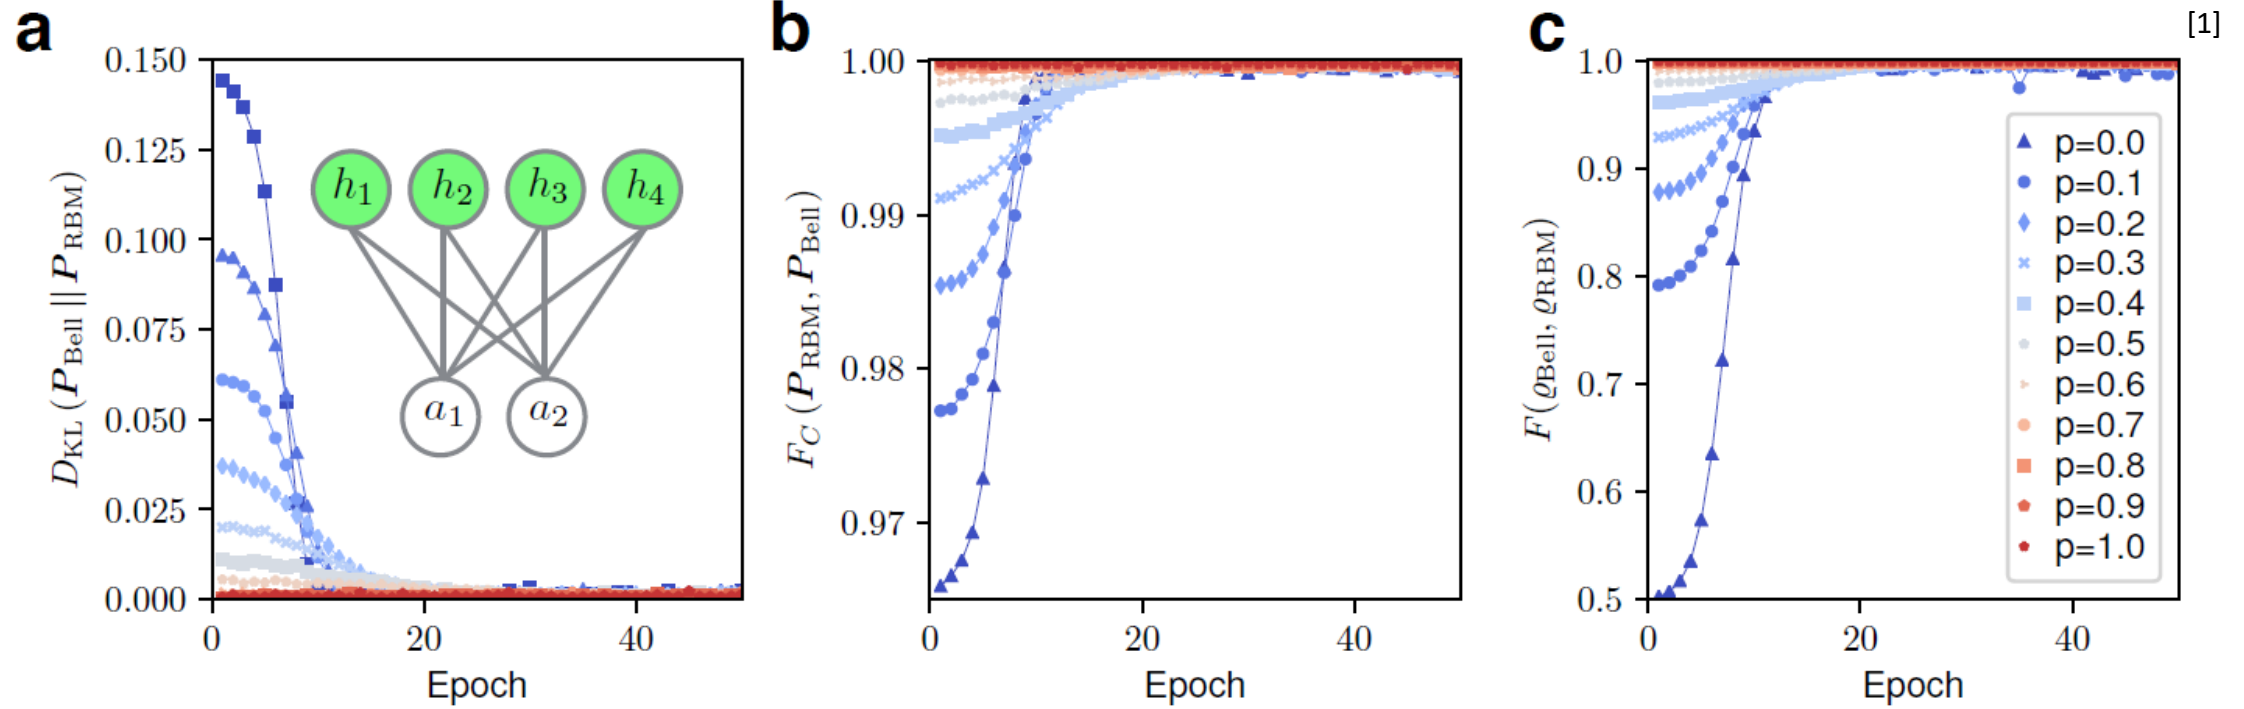 a
0.150
0.125
0.100
0.075
0.050
0.025
0.000
0
20
40
Epoch
D_KL (P_Bell || P_RBM)
h1
h2
h3
h4
a1
a2
b
1.00
0.99
0.98
0.97
0
20
40
Epoch
F_C (P_RBM, P_Bell)
c
[1]
1.0
0.9
0.8
0.7
0.6
0.5
0
20
40
Epoch
F(ϱ_Bell, ϱ_RBM)
p=0.0
p=0.1
p=0.2
p=0.3
p=0.4
p=0.5
p=0.6
p=0.7
p=0.8
p=0.9
p=1.0